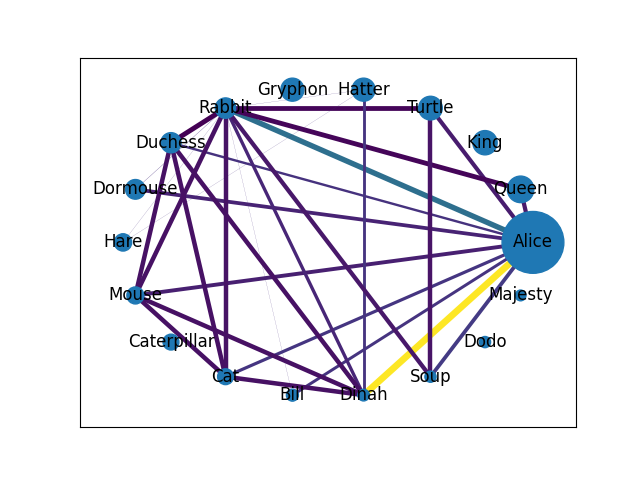 Gryphon Hatter
Rabbit Turtle
Duchess King
Dormouse Queen
Hare Alice
Mouse Majesty
Caterpillar Dodo
Cat Soup
Bill Dinah